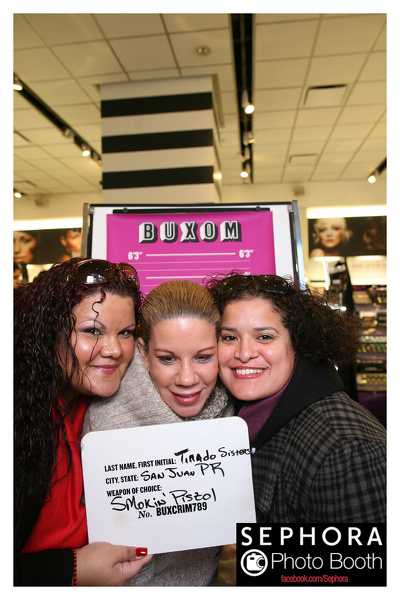 BUXOM
6'3" 6'3"
LAST NAME. FIRST INITIAL: TIRADO SISTERS
CITY, STATE: SAN JUAN PR
WEAPON OF CHOICE:
SMOKIN' PISTOL
No. BUXCRIM789
SEPHORA
Photo Booth
facebook.com/Sephora